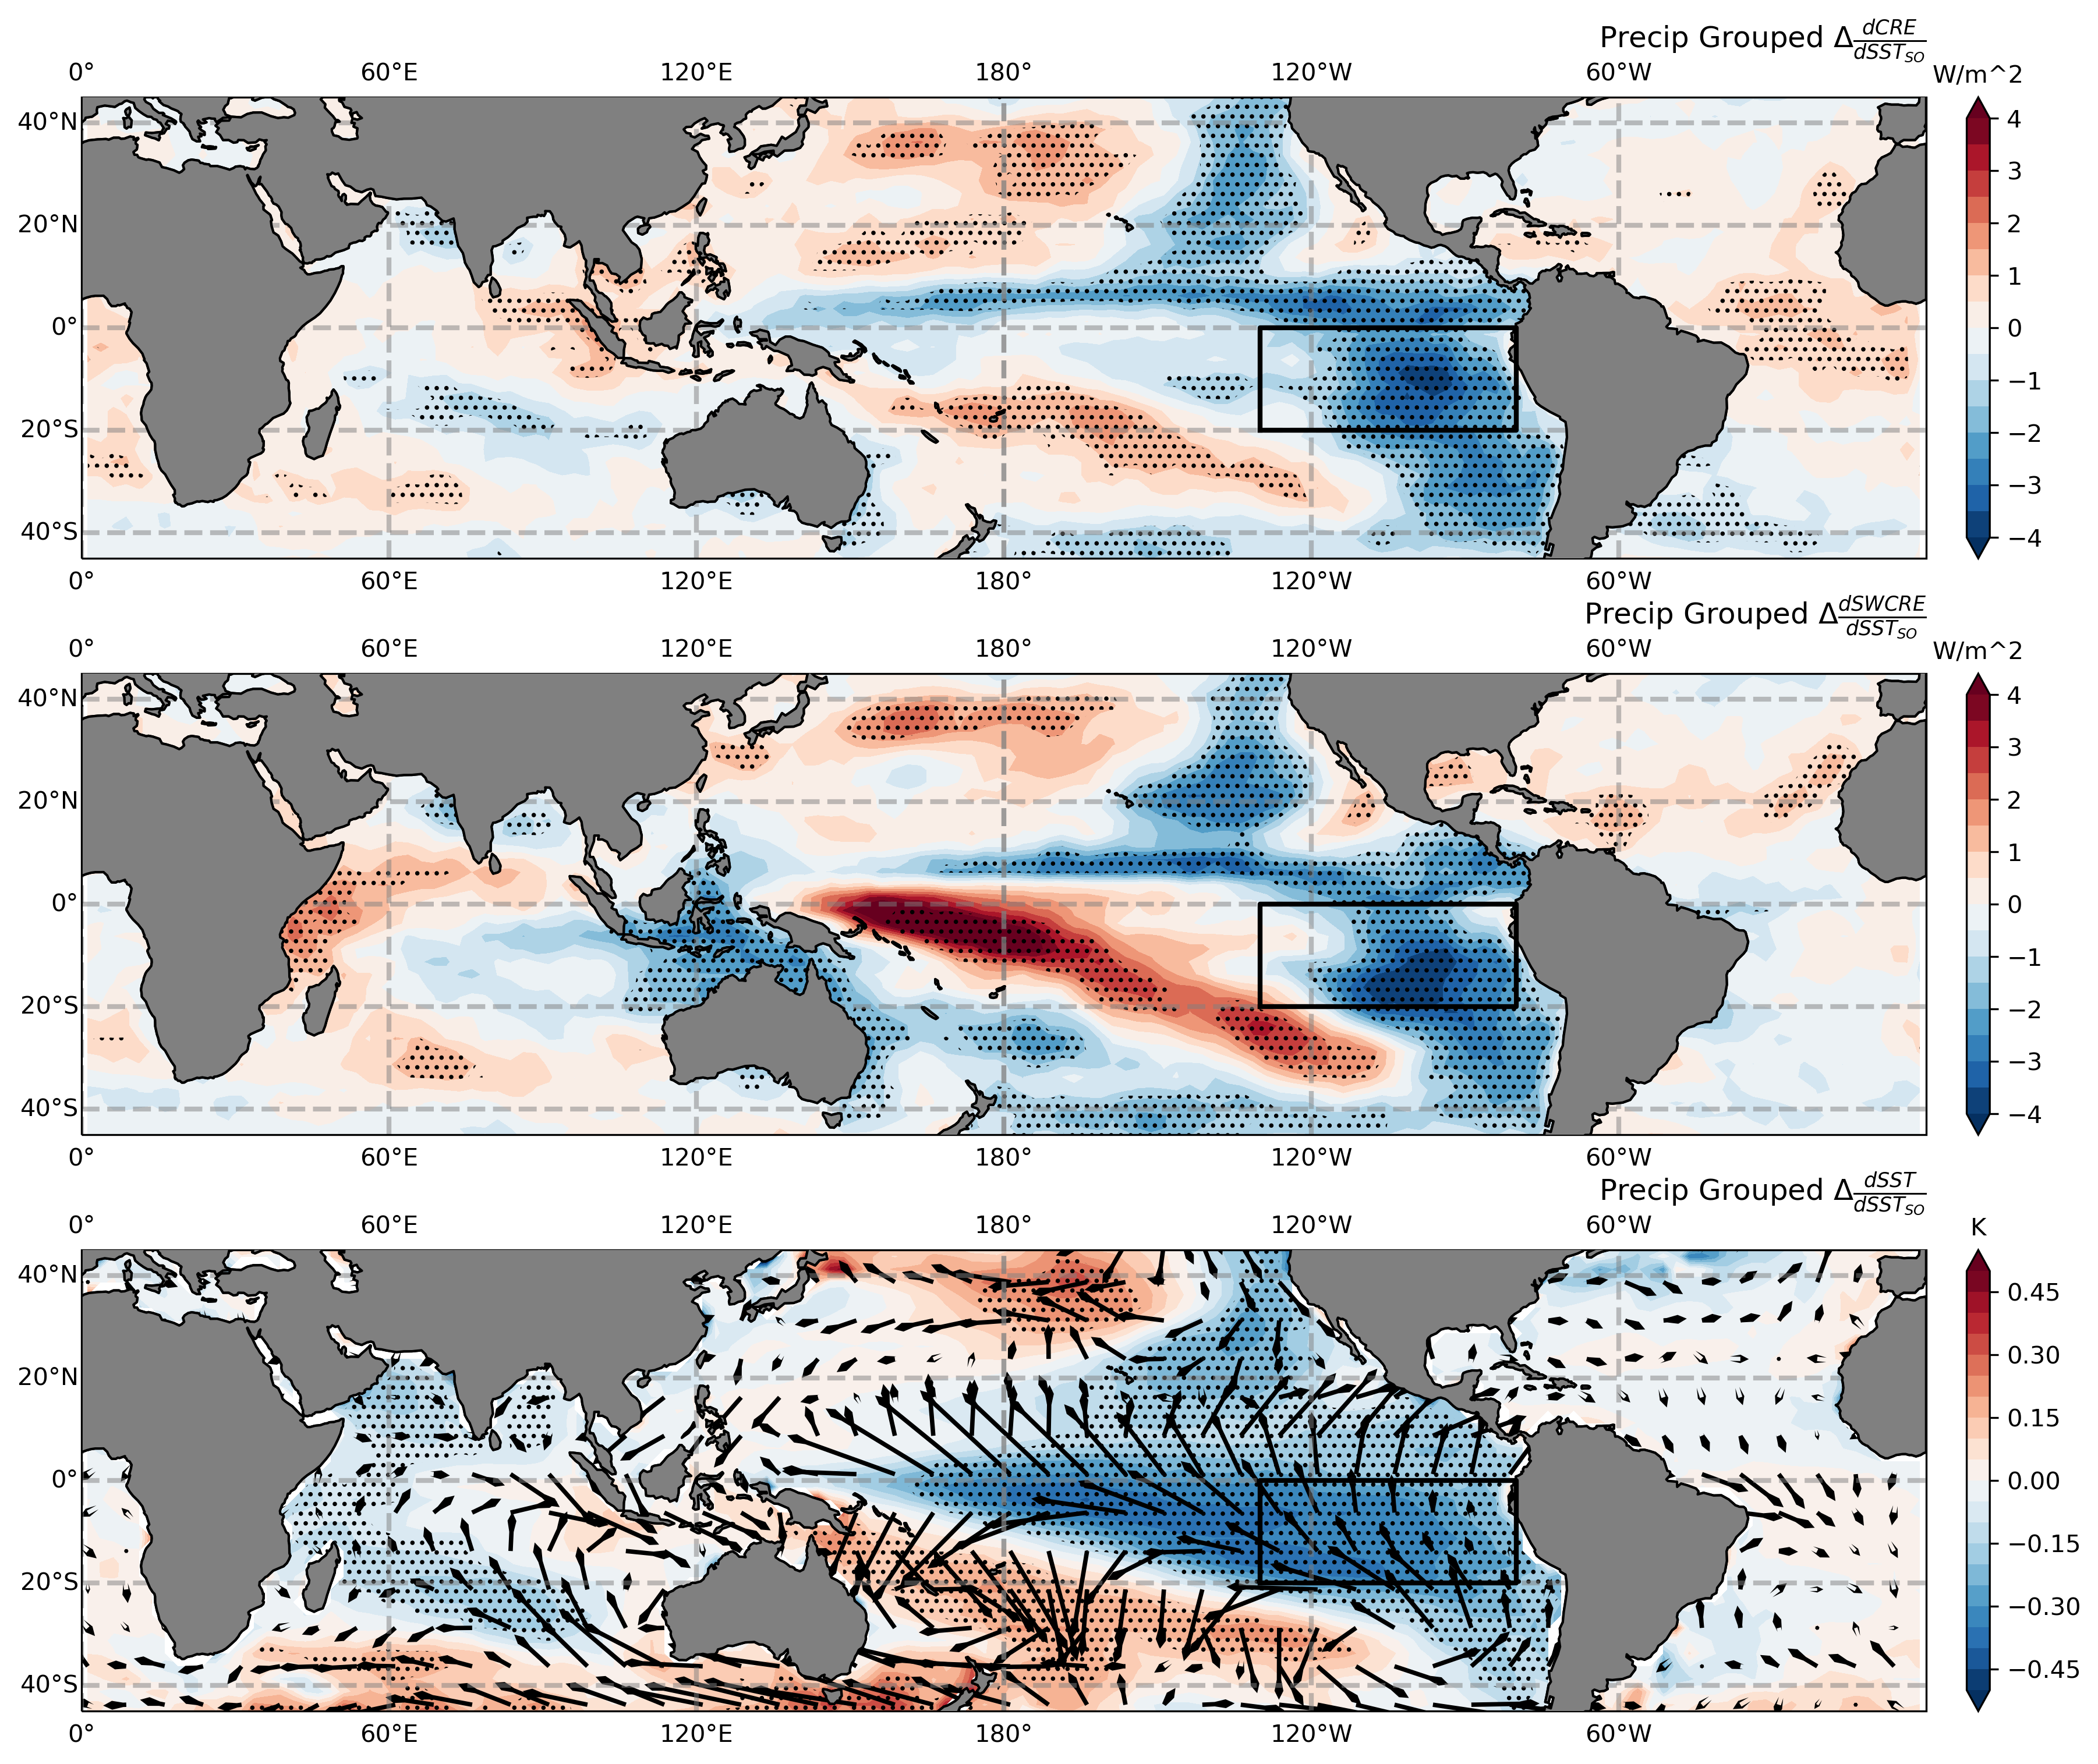 Precip Grouped Δ dCRE/dSST_SO
0° 60°E 120°E 180° 120°W 60°W W/m^2
40°N
20°N
0°
20°S
40°S
4
3
2
1
0
−1
−2
−3
−4
0° 60°E 120°E 180° 120°W 60°W
Precip Grouped Δ dSWCRE/dSST_SO
0° 60°E 120°E 180° 120°W 60°W W/m^2
40°N
20°N
0°
20°S
40°S
4
3
2
1
0
−1
−2
−3
−4
0° 60°E 120°E 180° 120°W 60°W
Precip Grouped Δ dSST/dSST_SO
0° 60°E 120°E 180° 120°W 60°W K
40°N
20°N
0°
20°S
40°S
0.45
0.30
0.15
0.00
−0.15
−0.30
−0.45
0° 60°E 120°E 180° 120°W 60°W